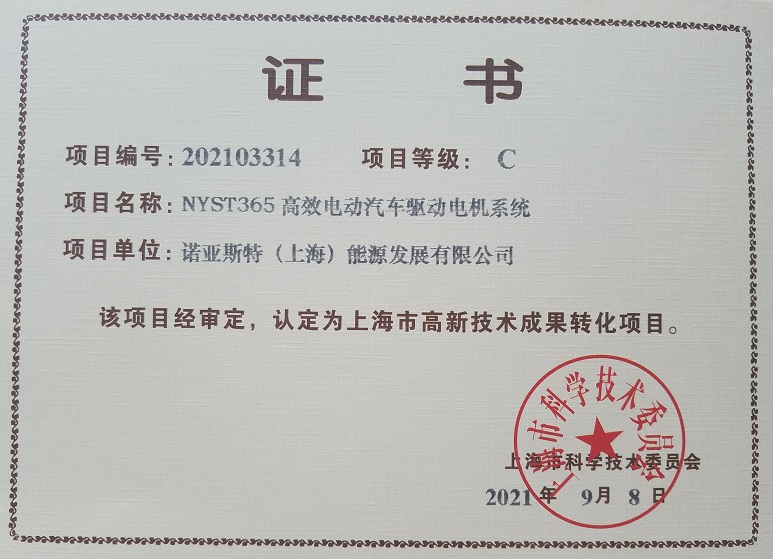 证 书
项目编号: 202103314 项目等级: C
项目名称: NYST365 高效电动汽车驱动电机系统
项目单位: 诺亚斯特（上海）能源发展有限公司
该项目经审定，认定为上海市高新技术成果转化项目。
上海市科学技术委员会
上海市科学技术委员会
2021 年 9 月 8 日